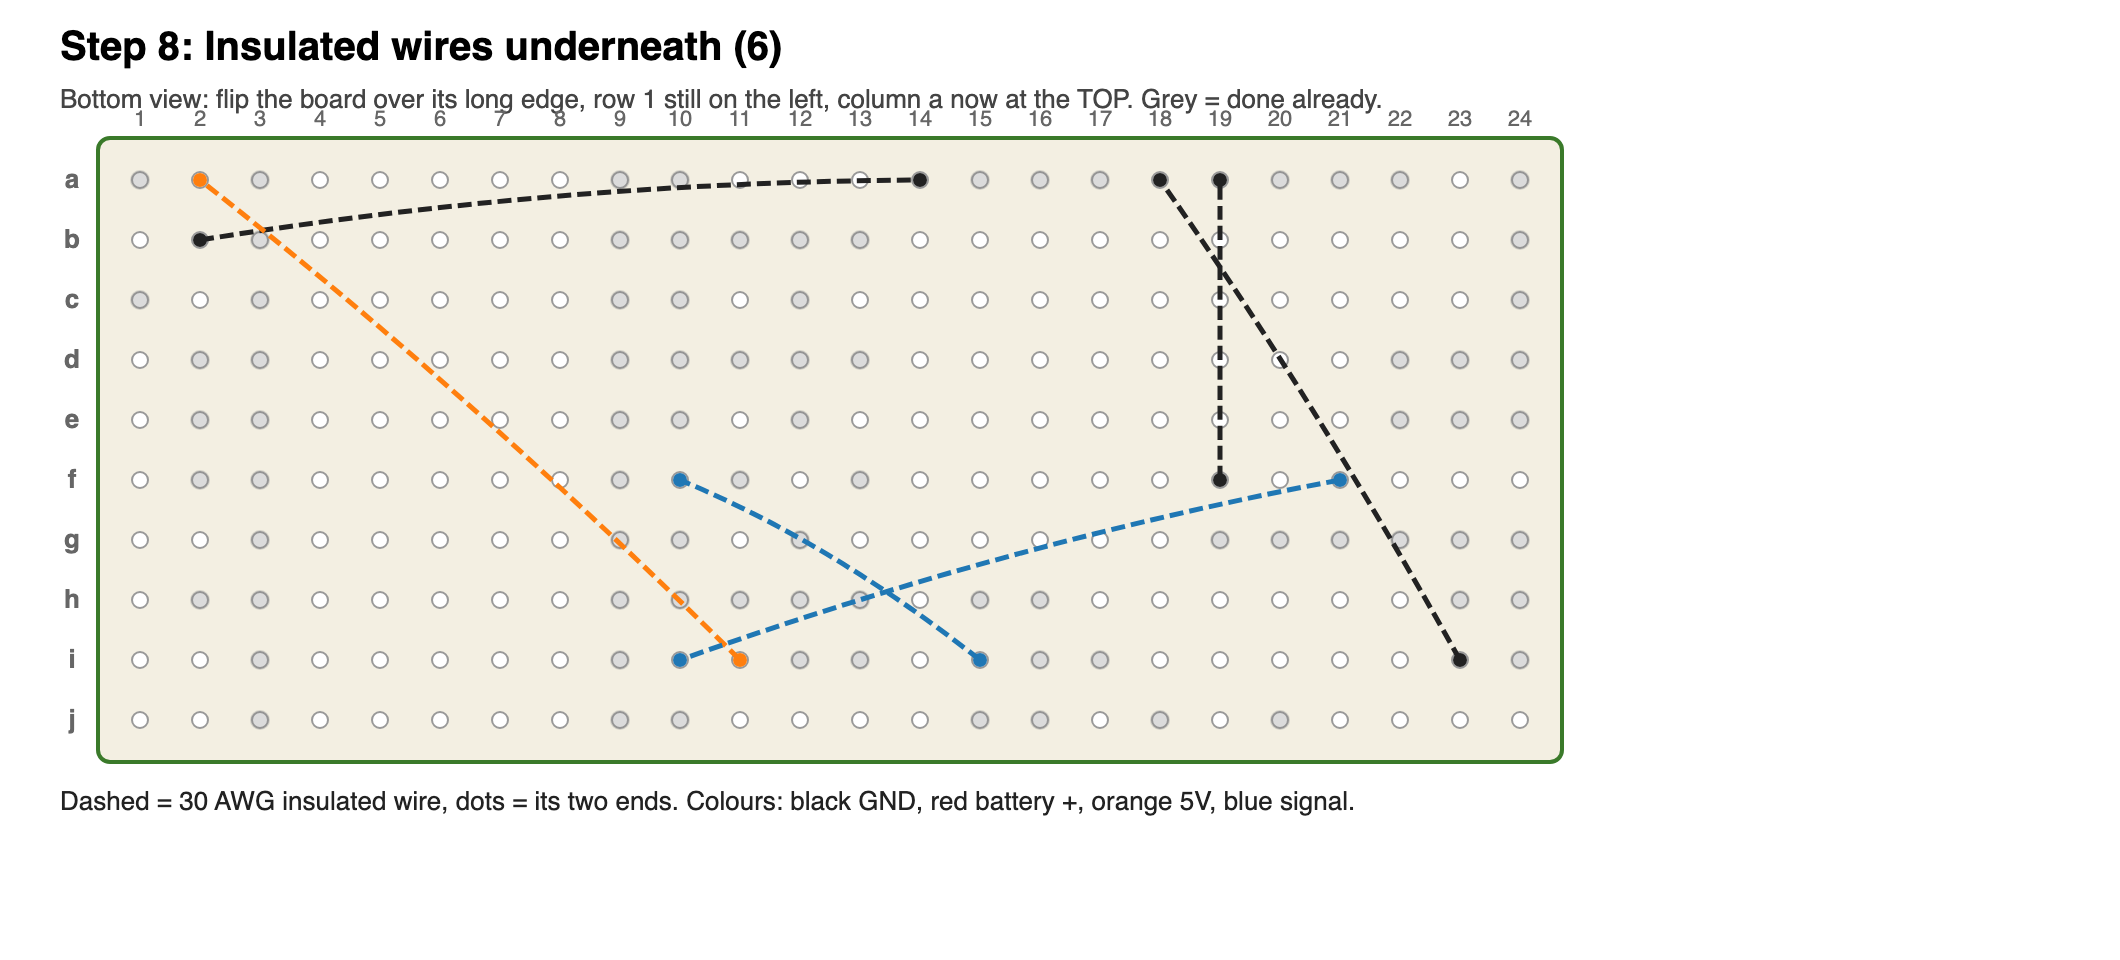 Step 8: Insulated wires underneath (6)
Bottom view: flip the board over its long edge, row 1 still on the left, column a now at the TOP. Grey = done already.
1 2 3 4 5 6 7 8 9 10 11 12 13 14 15 16 17 18 19 20 21 22 23 24
a
b
c
d
e
f
g
h
i
j
Dashed = 30 AWG insulated wire, dots = its two ends. Colours: black GND, red battery +, orange 5V, blue signal.